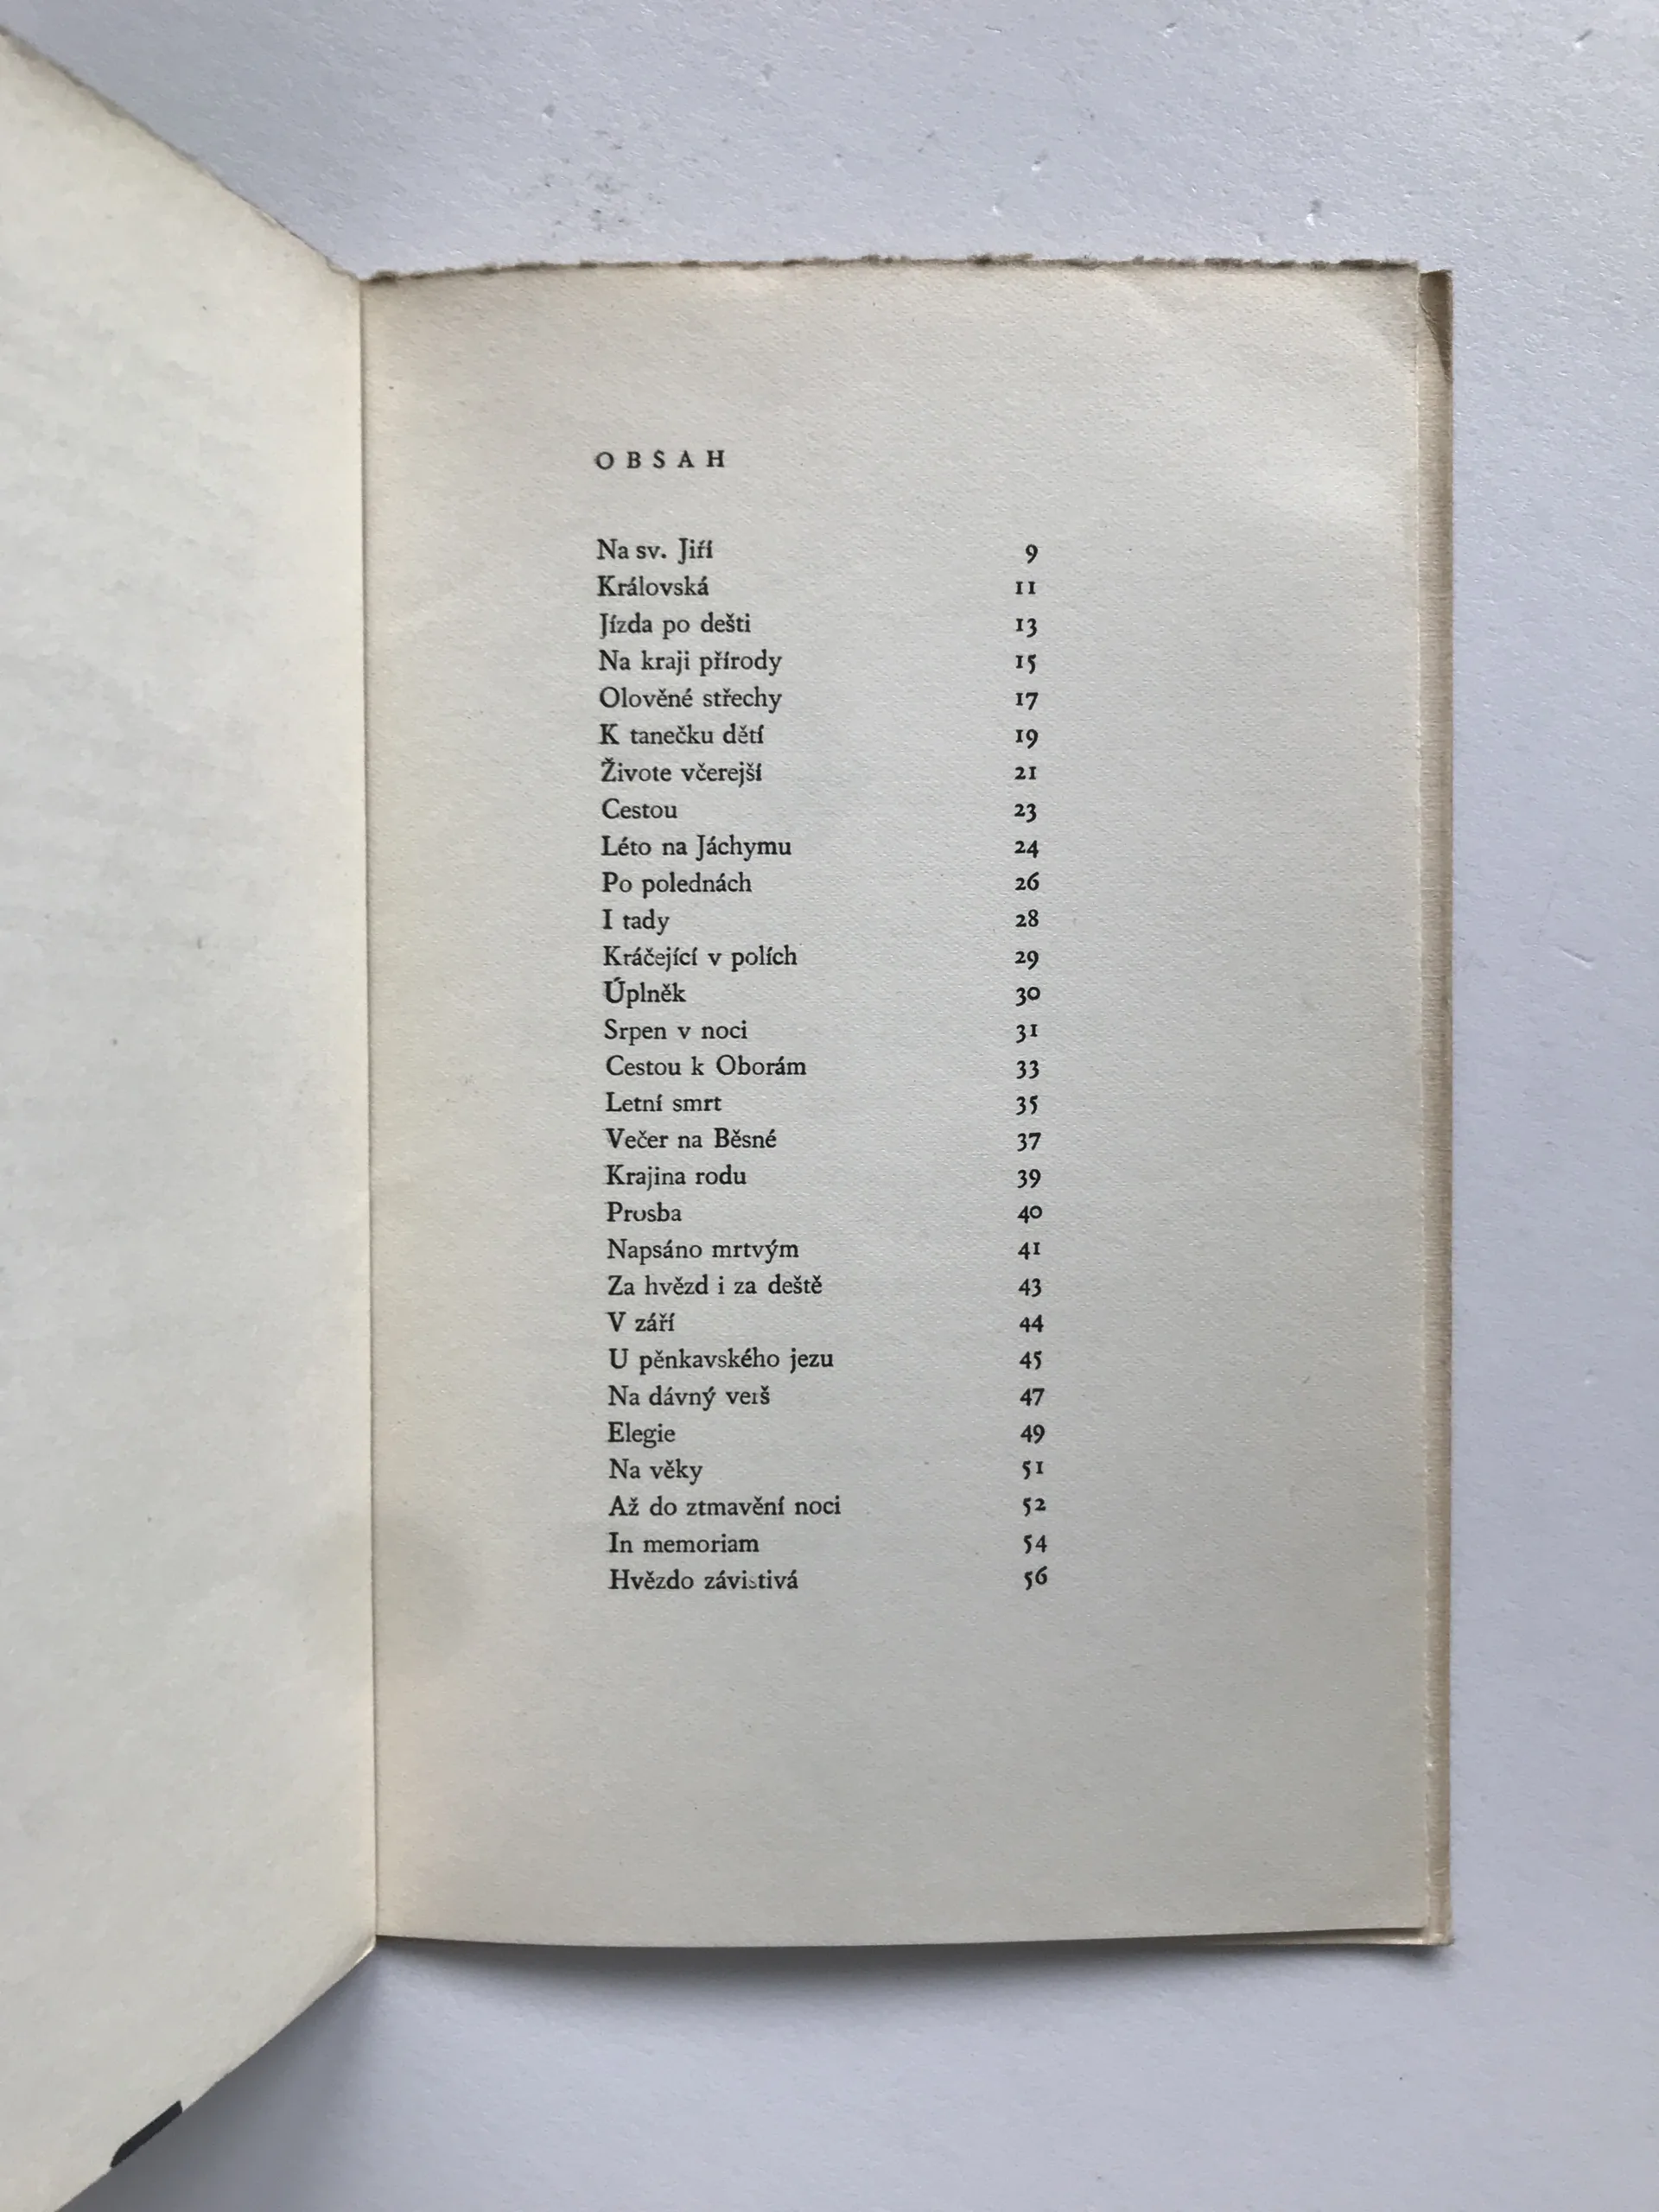 OBSAH
Na sv. Jiří 9
Královská 11
Jízda po dešti 13
Na kraji přírody 15
Olověné střechy 17
K tanečku dětí 19
Živote včerejší 21
Cestou 23
Léto na Jáchymu 24
Po polednách 26
I tady 28
Kráčející v polích 29
Úplněk 30
Srpen v noci 31
Cestou k Oborám 33
Letní smrt 35
Večer na Běsné 37
Krajina rodu 39
Prosba 40
Napsáno mrtvým 41
Za hvězd i za deště 43
V září 44
U pěnkavského jezu 45
Na dávný verš 47
Elegie 49
Na věky 51
Až do ztmavění noci 52
In memoriam 54
Hvězdo závistivá 56